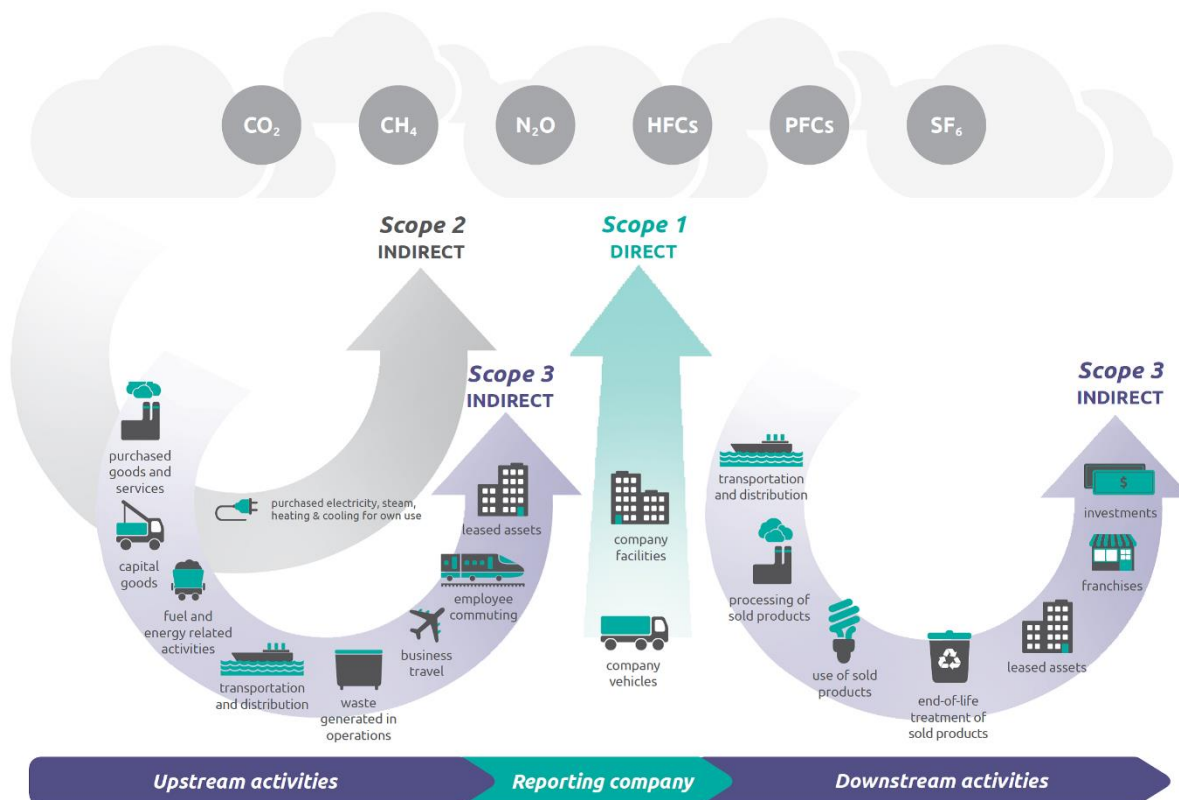 CO₂
CH₄
N₂O
HFCs
PFCs
SF₆
Scope 2
INDIRECT
Scope 1
DIRECT
Scope 3
INDIRECT
Scope 3
INDIRECT
purchased
goods and
services
capital
goods
fuel and
energy related
activities
transportation
and distribution
waste
generated in
operations
business
travel
employee
commuting
leased assets
purchased electricity, steam,
heating & cooling for own use
company
facilities
company
vehicles
transportation
and distribution
processing of
sold products
use of sold
products
end-of-life
treatment of
sold products
leased assets
franchises
$
investments
Upstream activities
Reporting company
Downstream activities